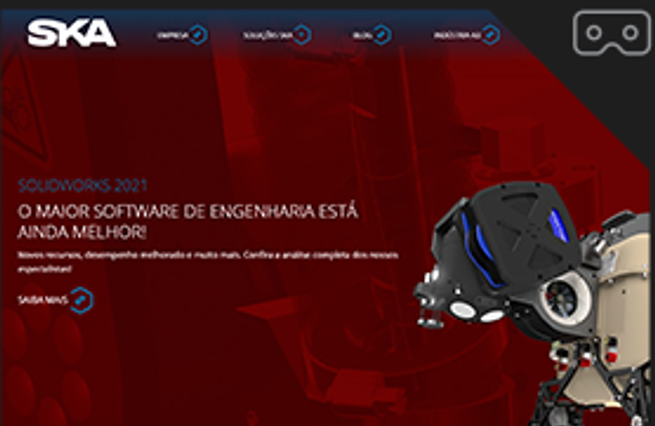 SKA
EMPRESA
SOLUÇÕES SKA
BLOG
INDÚSTRIA 4.0
SOLIDWORKS 2021
O MAIOR SOFTWARE DE ENGENHARIA ESTÁ
AINDA MELHOR!
Novos recursos, desempenho melhorado e muito mais. Confira a análise completa dos nossos
especialistas!
SAIBA MAIS